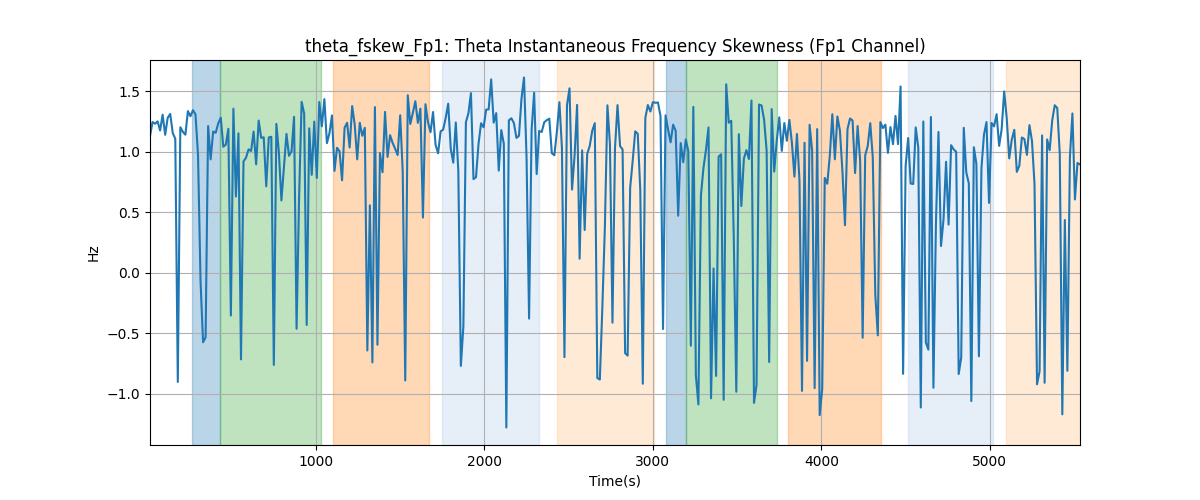 theta_fskew_Fp1: Theta Instantaneous Frequency Skewness (Fp1 Channel)
1.5
1.0
0.5
0.0
−0.5
−1.0
Hz
1000 2000 3000 4000 5000
Time(s)